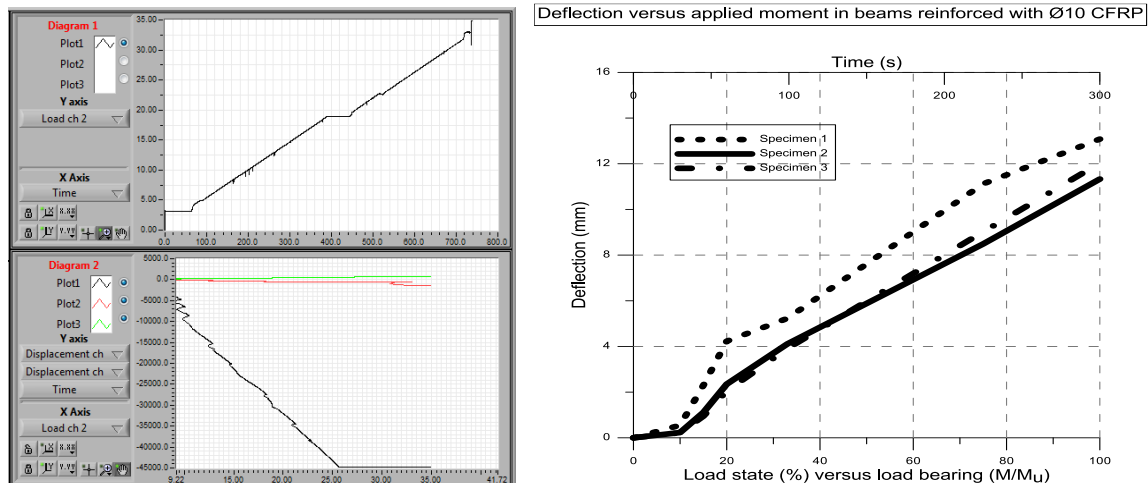 Diagram 1
Plot1
Plot2
Plot3
Y axis
Load ch 2
X Axis
Time
35.00
30.00
25.00
20.00
15.00
10.00
5.00
0.00
0.0 100.0 200.0 300.0 400.0 500.0 600.0 700.0 800.0
Diagram 2
Plot1
Plot2
Plot3
Y axis
Displacement ch
Displacement ch
Time
X Axis
Load ch 2
5000.0
0.0
-5000.0
-10000.0
-15000.0
-20000.0
-25000.0
-30000.0
-35000.0
-40000.0
-45000.0
9.22 15.00 20.00 25.00 30.00 35.00 41.72
Deflection versus applied moment in beams reinforced with Ø10 CFRP
Time (s)
0 100 200 300
16
12
8
4
0
Deflection (mm)
Specimen 1
Specimen 2
Specimen 3
0 20 40 60 80 100
Load state (%) versus load bearing (M/Mu)